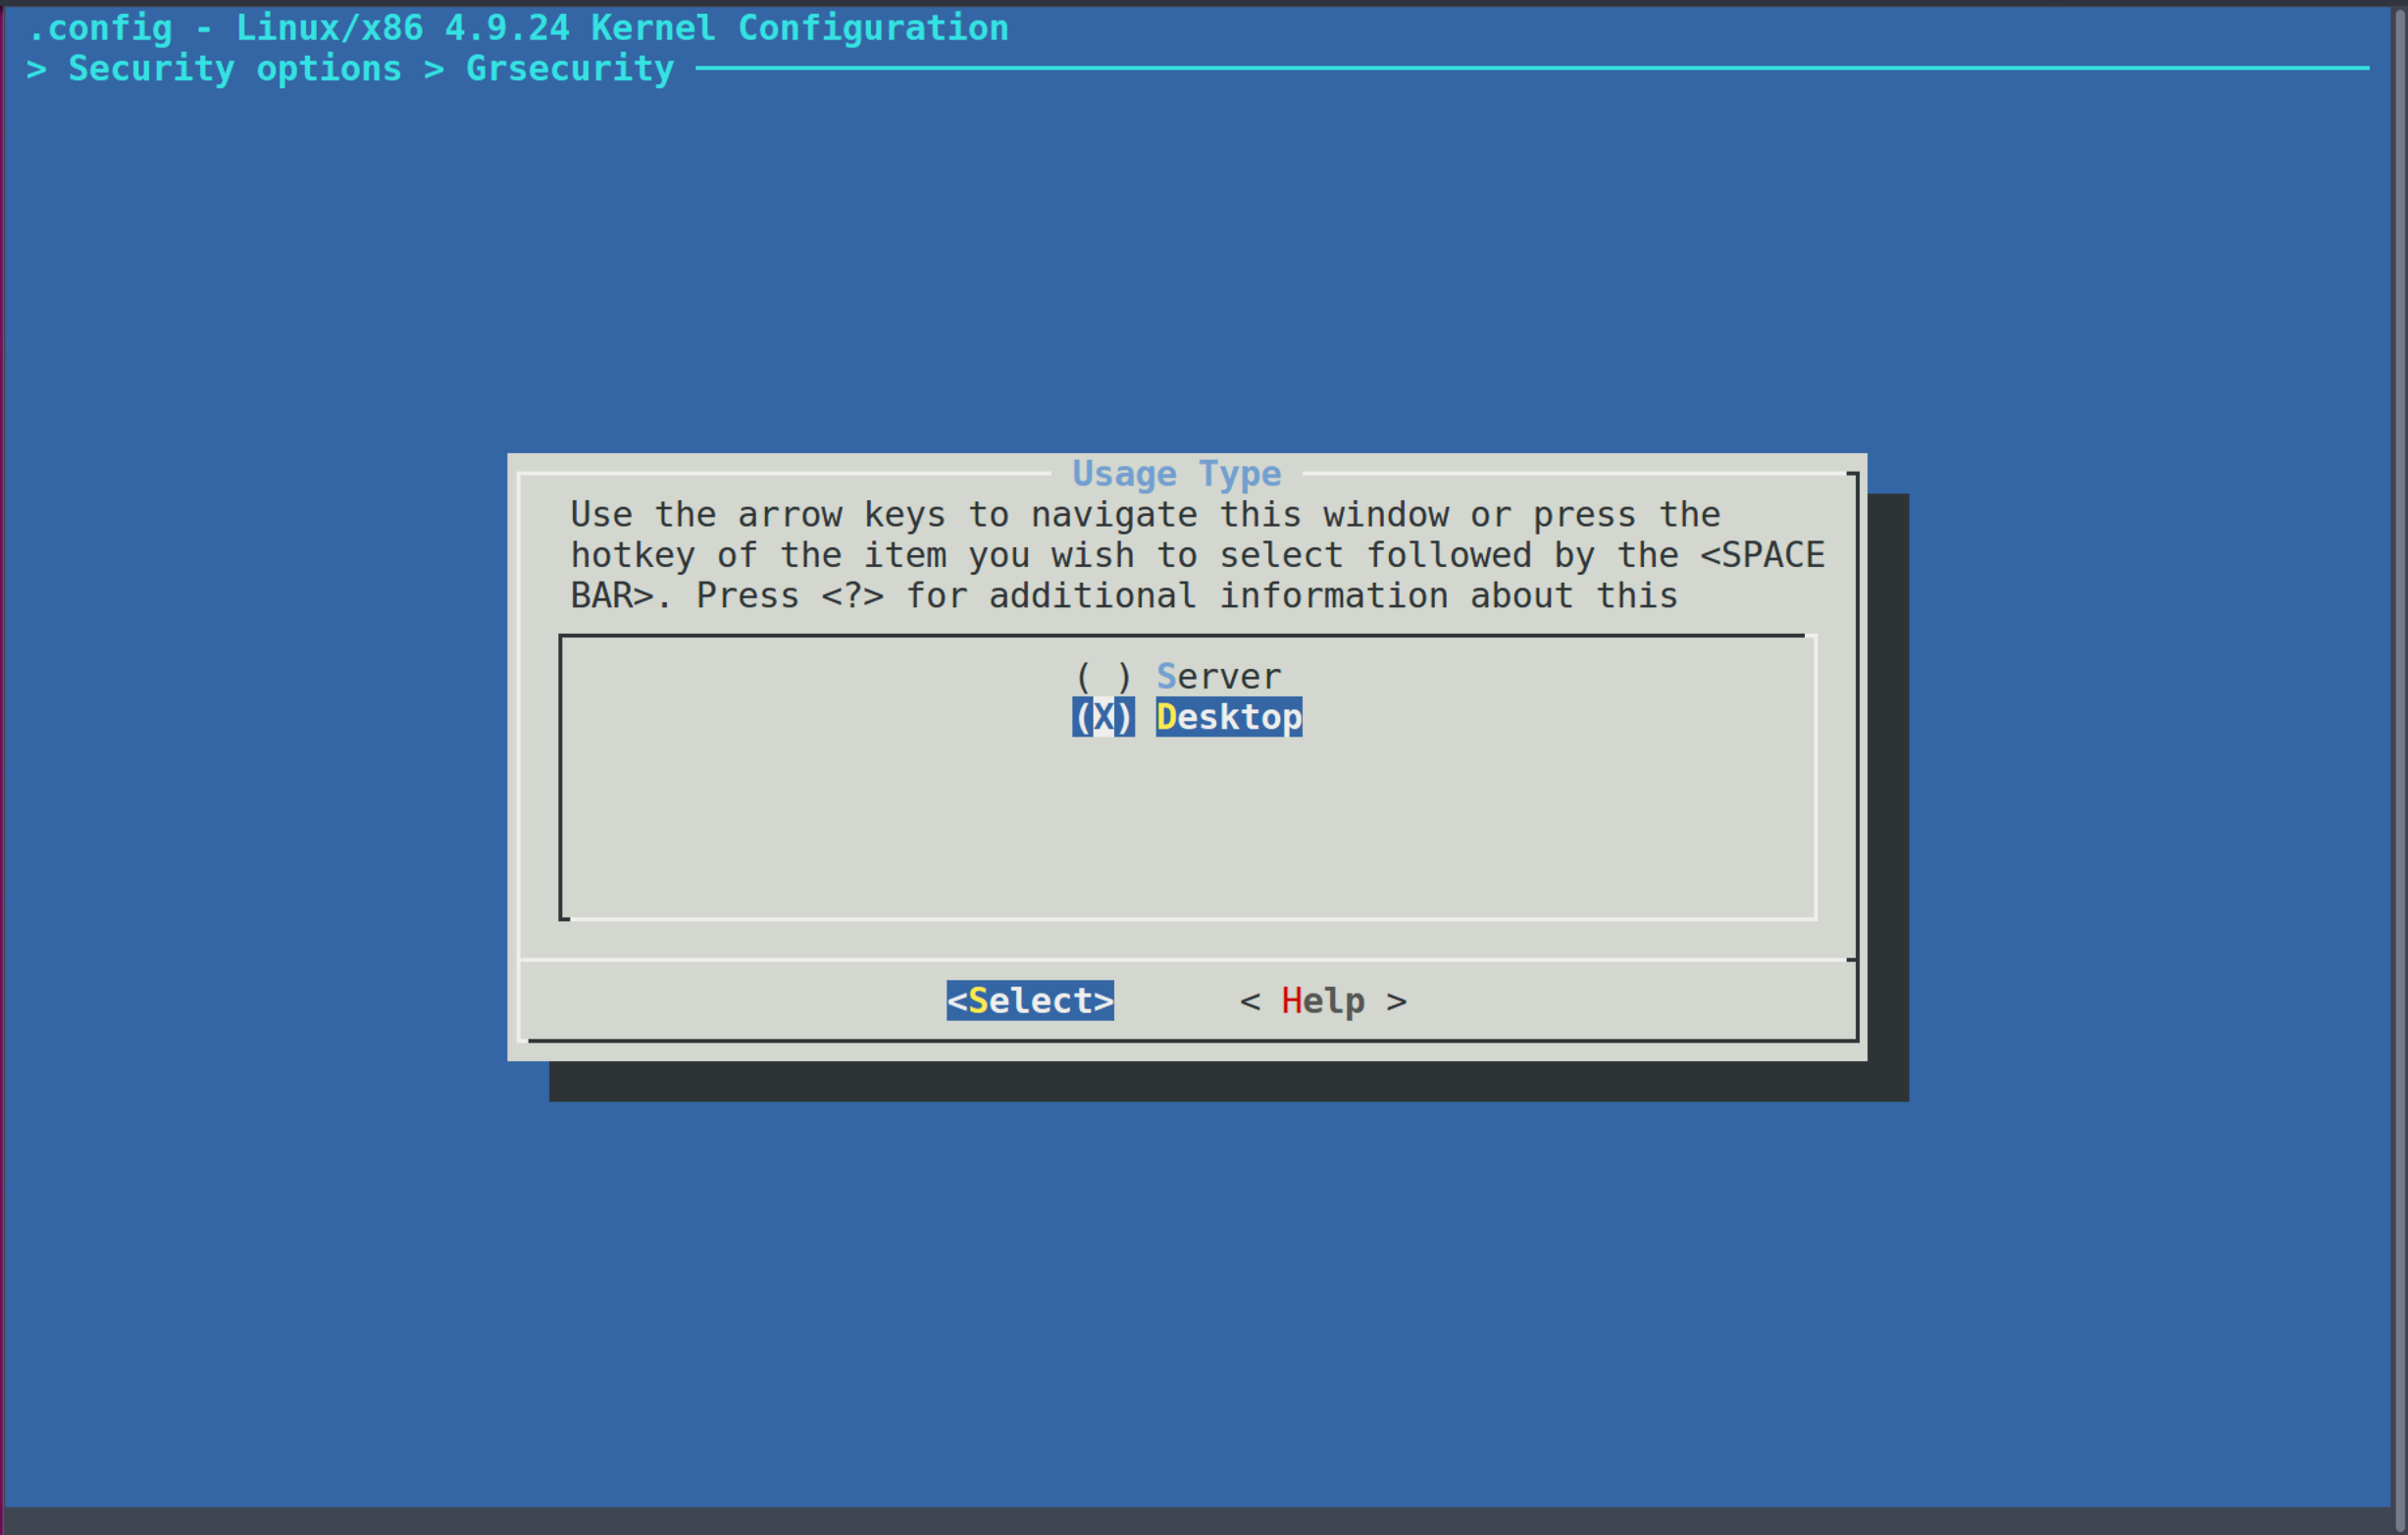 .config - Linux/x86 4.9.24 Kernel Configuration
> Security options > Grsecurity
Usage Type
Use the arrow keys to navigate this window or press the
hotkey of the item you wish to select followed by the <SPACE
BAR>. Press <?> for additional information about this
( ) Server
(X) Desktop
<Select> < Help >